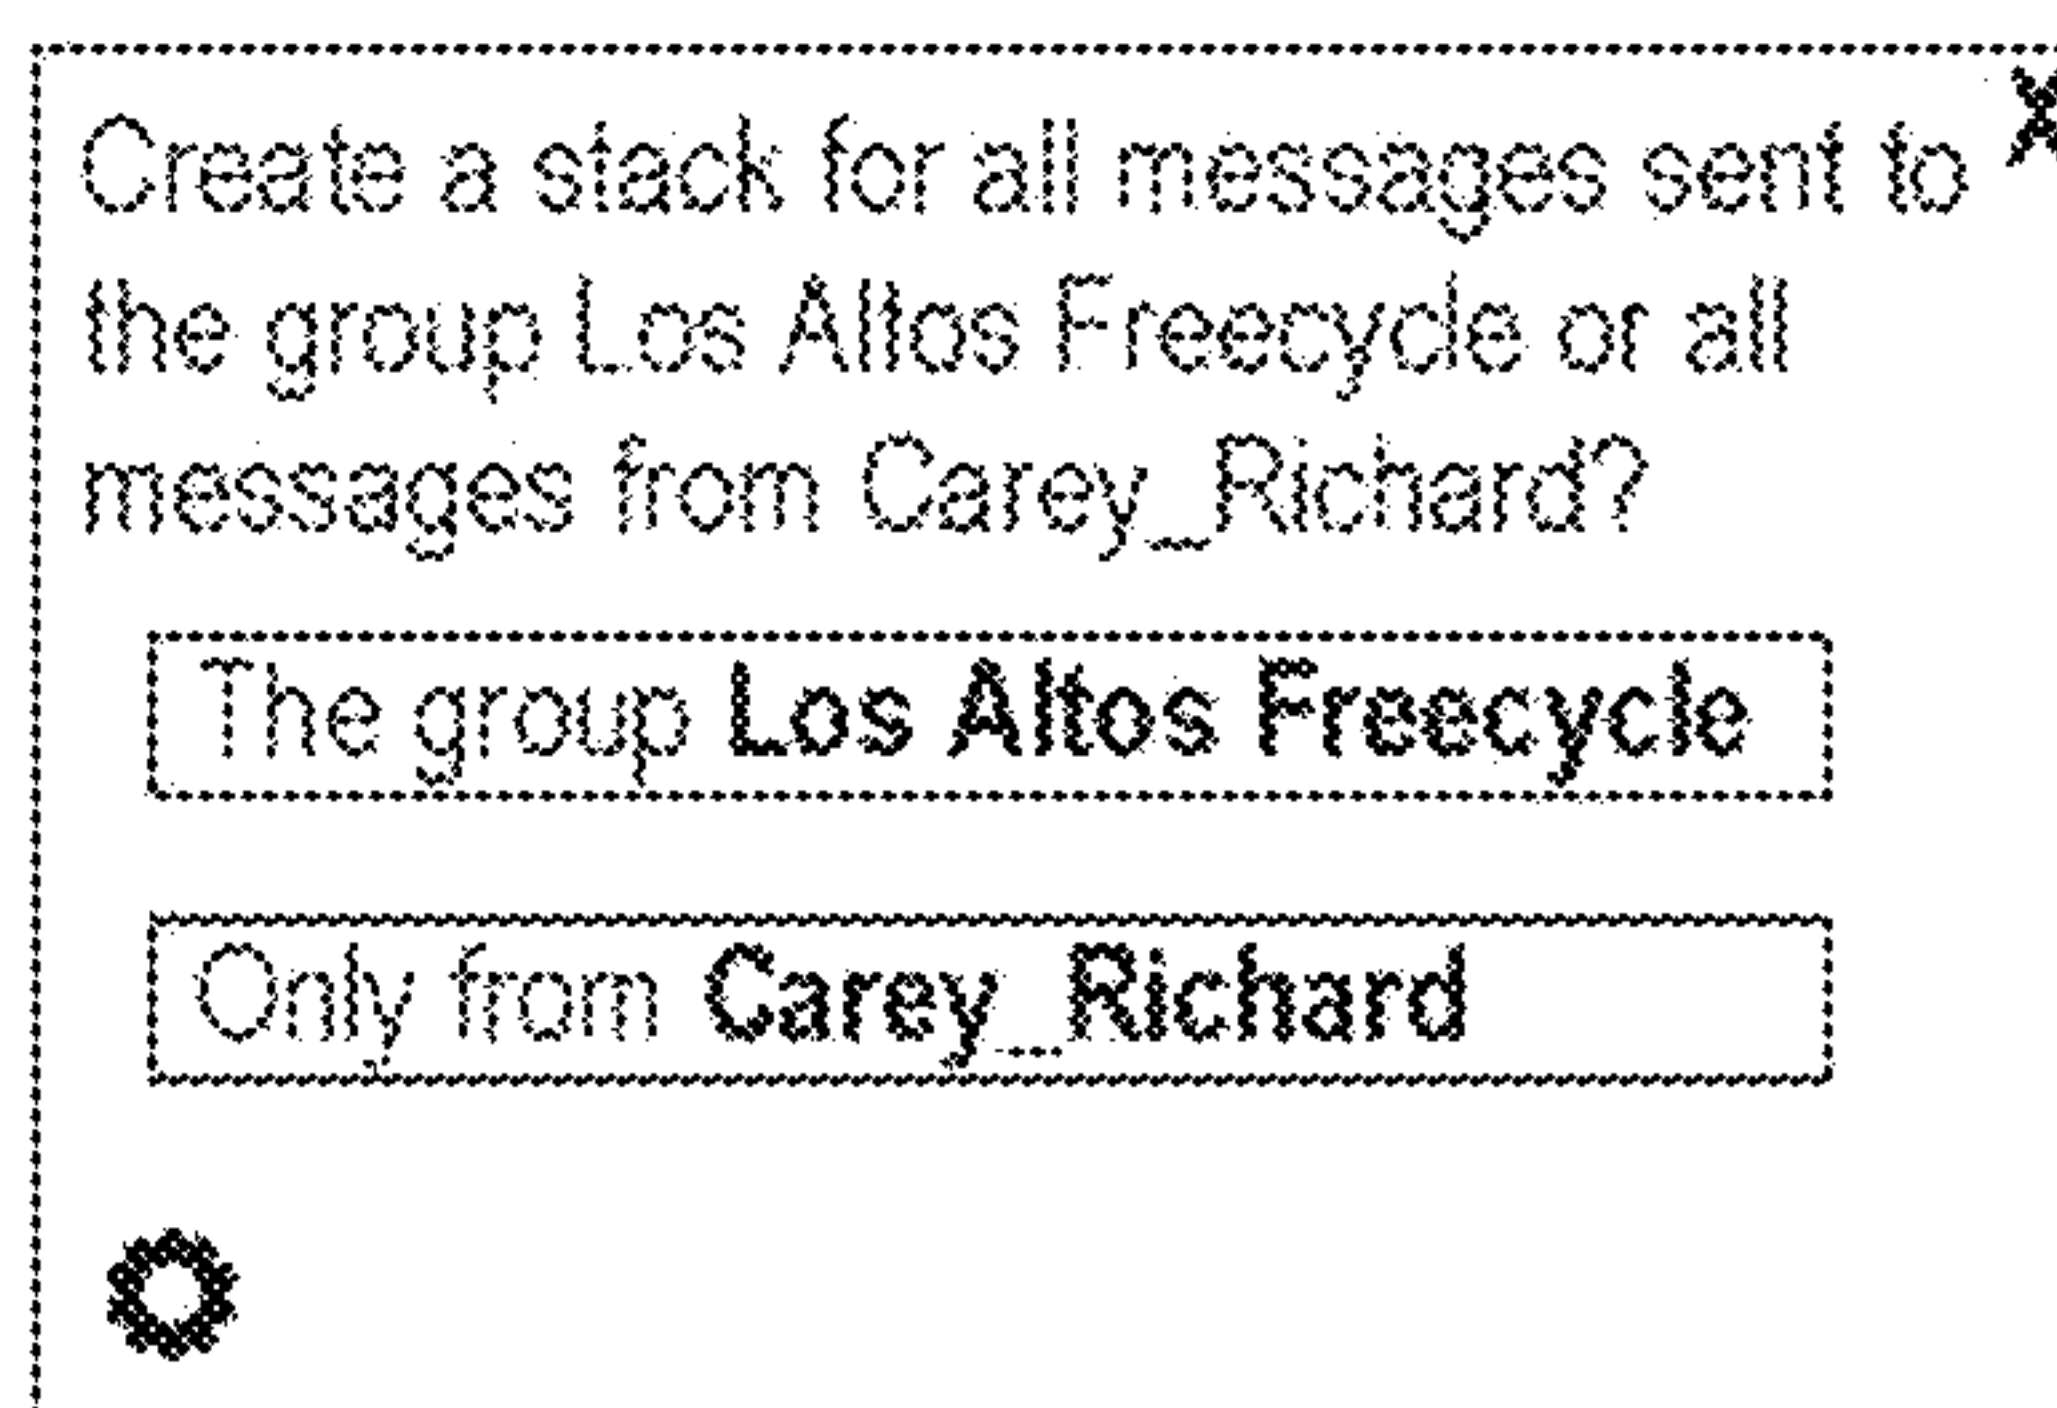 Create a stack for all messages sent to
the group Los Altos Freecycle or all
messages from Carey_Richard?
The group Los Altos Freecycle
Only from Carey_Richard